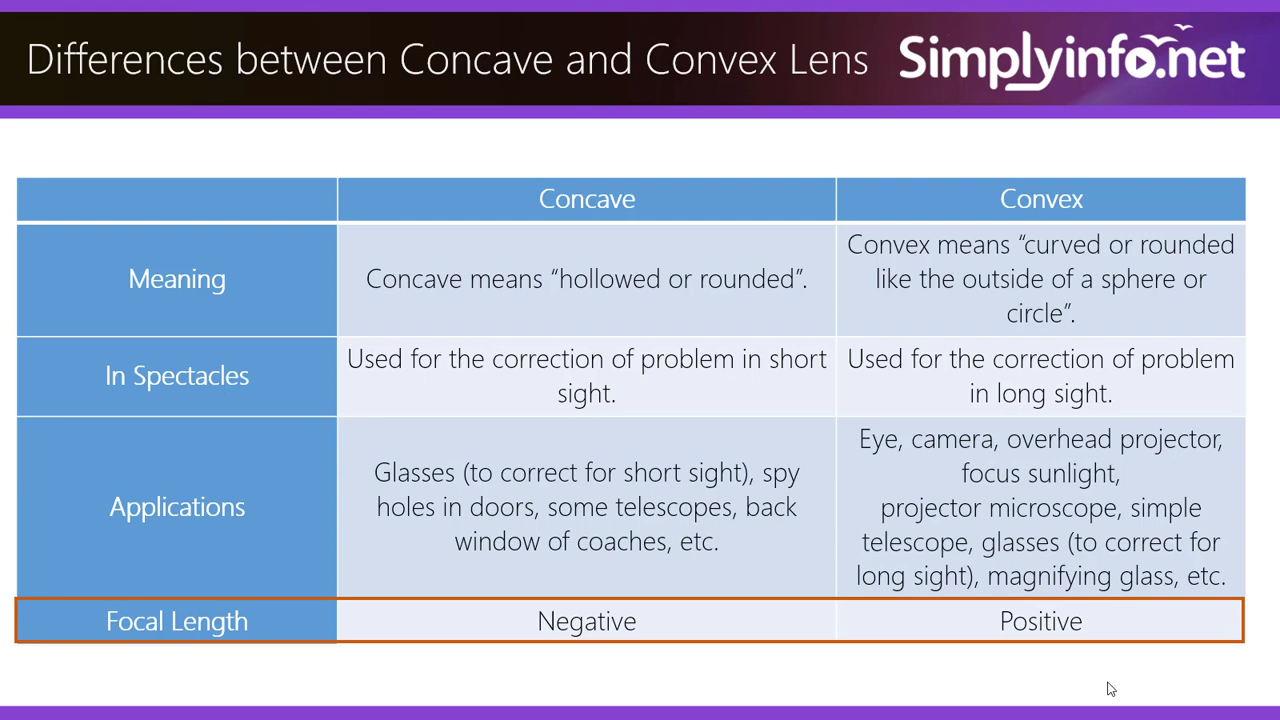 Differences between Concave and Convex Lens
Simplyinfo.net
Concave
Convex
Meaning
Concave means “hollowed or rounded”.
Convex means “curved or rounded
like the outside of a sphere or
circle”.
In Spectacles
Used for the correction of problem in short
sight.
Used for the correction of problem
in long sight.
Applications
Glasses (to correct for short sight), spy
holes in doors, some telescopes, back
window of coaches, etc.
Eye, camera, overhead projector,
focus sunlight,
projector microscope, simple
telescope, glasses (to correct for
long sight), magnifying glass, etc.
Focal Length
Negative
Positive